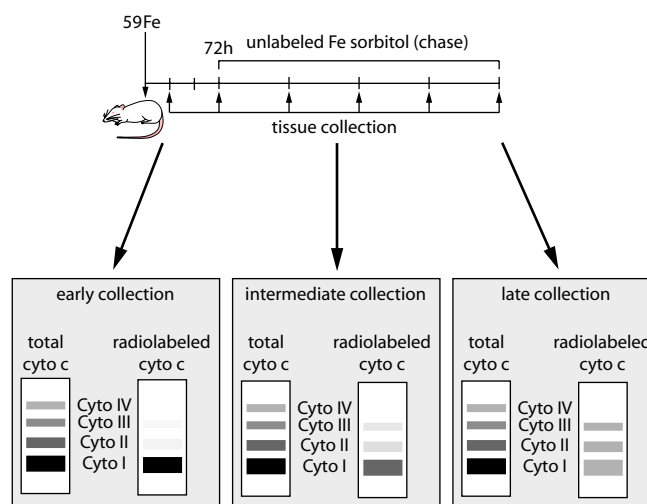 59Fe
72h
unlabeled Fe sorbitol (chase)
tissue collection
early collection
total
cyto c
radiolabeled
cyto c
Cyto IV
Cyto III
Cyto II
Cyto I
intermediate collection
total
cyto c
radiolabeled
cyto c
Cyto IV
Cyto III
Cyto II
Cyto I
late collection
total
cyto c
radiolabeled
cyto c
Cyto IV
Cyto III
Cyto II
Cyto I